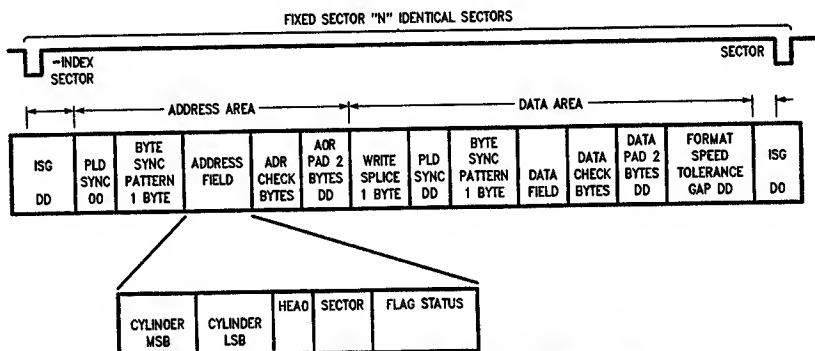 FIXED SECTOR "N" IDENTICAL SECTORS
-INDEX
SECTOR
SECTOR
ADDRESS AREA
DATA AREA
ISG
DD
PLD
SYNC
OO
BYTE
SYNC
PATTERN
1 BYTE
ADDRESS
FIELD
ADR
CHECK
BYTES
AOR
PAD 2
BYTES
DD
WRITE
SPLICE
1 BYTE
PLD
SYNC
DD
BYTE
SYNC
PATTERN
1 BYTE
DATA
FIELD
DATA
CHECK
BYTES
DATA
PAD 2
BYTES
DD
FORMAT
SPEED
TOLERANCE
GAP DD
ISG
DO
CYLINOER
MSB
CYLINDER
LSB
HEAO
SECTOR
FLAG STATUS